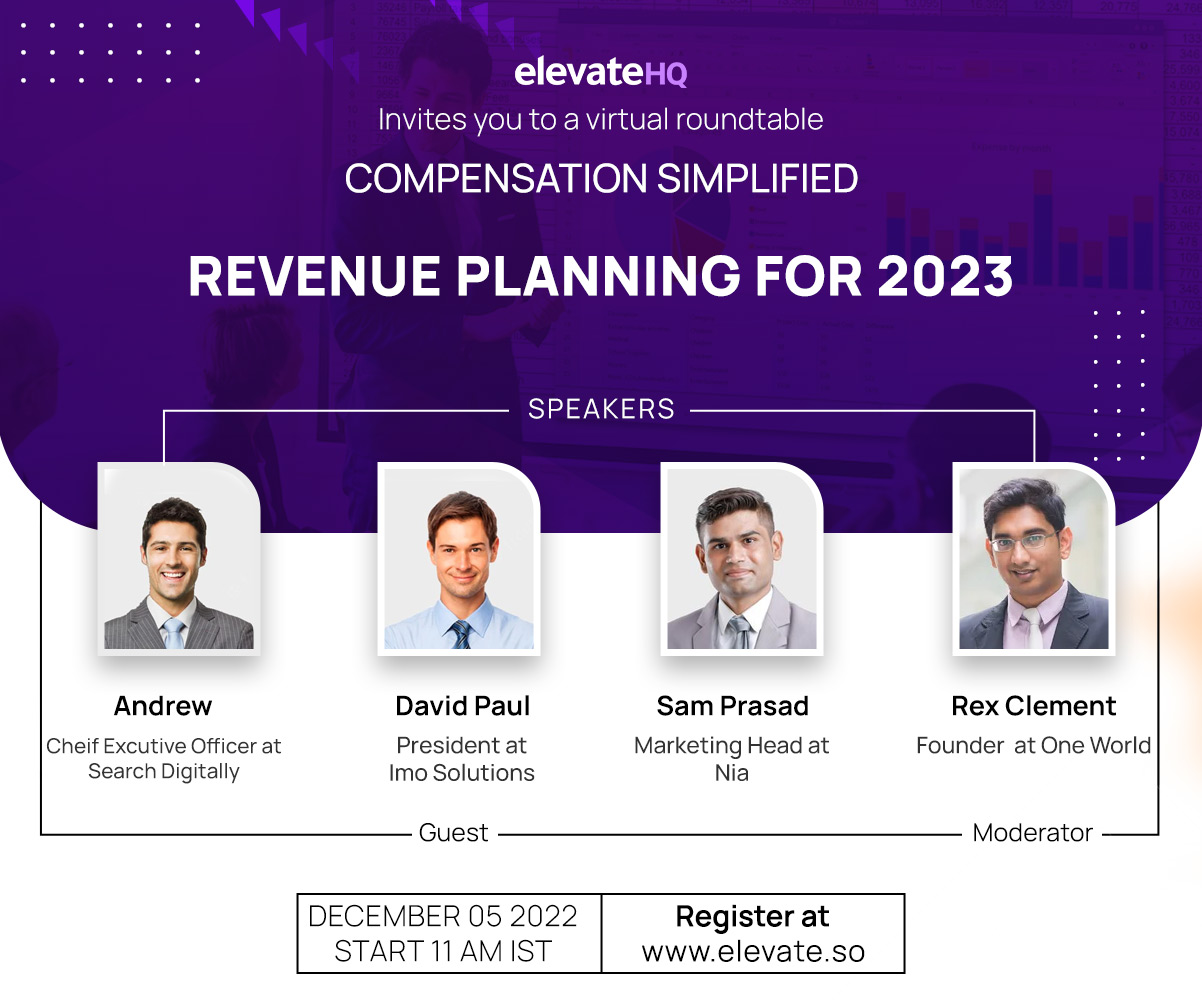 elevateHQ
Invites you to a virtual roundtable
COMPENSATION SIMPLIFIED
REVENUE PLANNING FOR 2023
SPEAKERS
Andrew
Cheif Excutive Officer at
Search Digitally
David Paul
President at
Imo Solutions
Sam Prasad
Marketing Head at
Nia
Rex Clement
Founder at One World
Guest
Moderator
DECEMBER 05 2022
START 11 AM IST
Register at
www.elevate.so